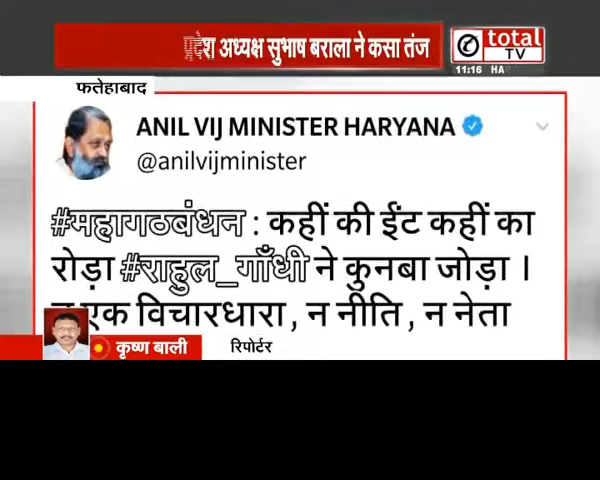 प्रदेश अध्यक्ष सुभाष बराला ने कसा तंज
total
TV
11:16 HA
फतेहाबाद
ANIL VIJ MINISTER HARYANA
@anilvijminister
#महागठबंधन : कहीं की ईंट कहीं का
रोड़ा #राहुल_गाँधी ने कुनबा जोड़ा ।
न एक विचारधारा , न नीति , न नेता
कृष्ण बाली
रिपोर्टर